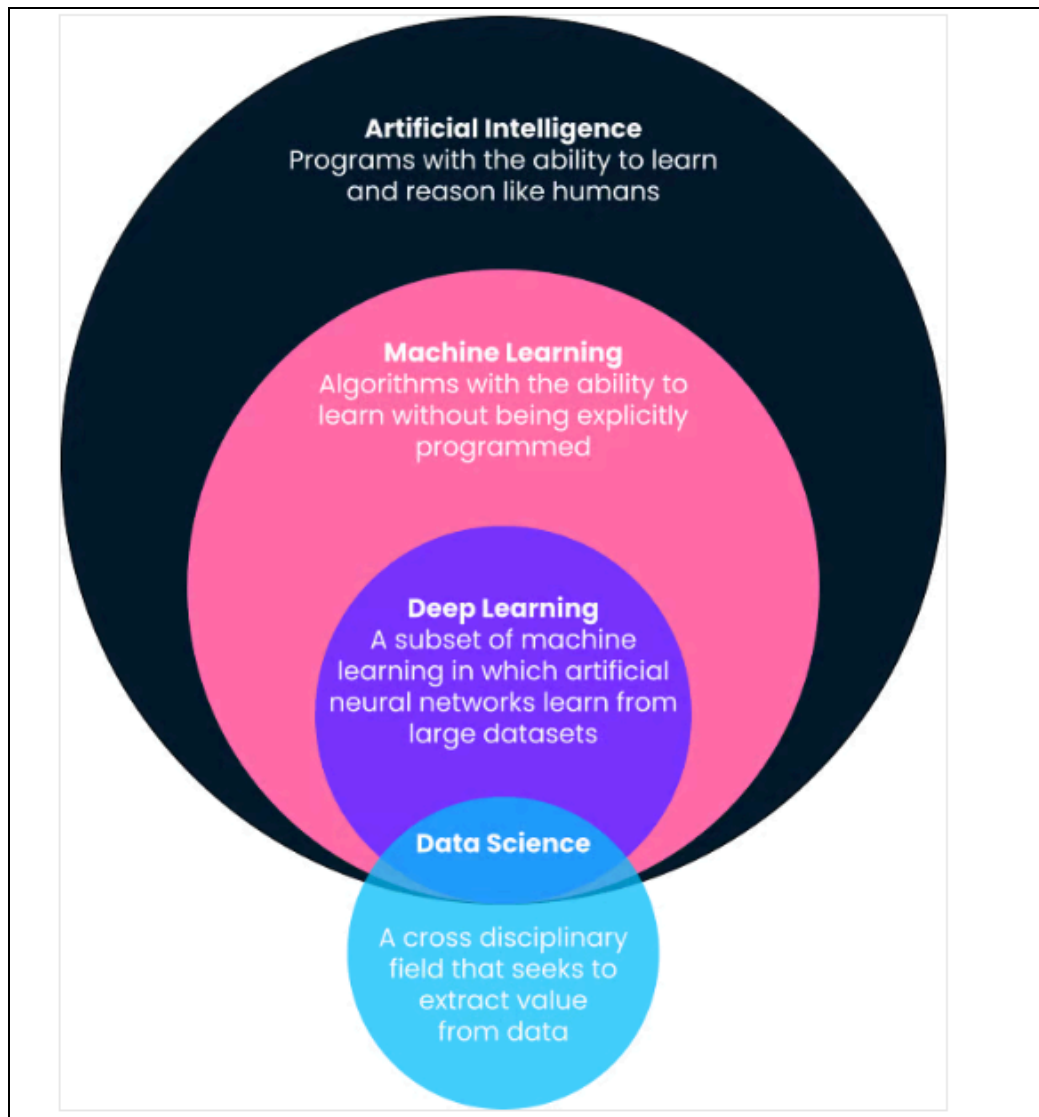 Artificial Intelligence
Programs with the ability to learn
and reason like humans
Machine Learning
Algorithms with the ability to
learn without being explicitly
programmed
Deep Learning
A subset of machine
learning in which artificial
neural networks learn from
large datasets
Data Science
A cross disciplinary
field that seeks to
extract value
from data